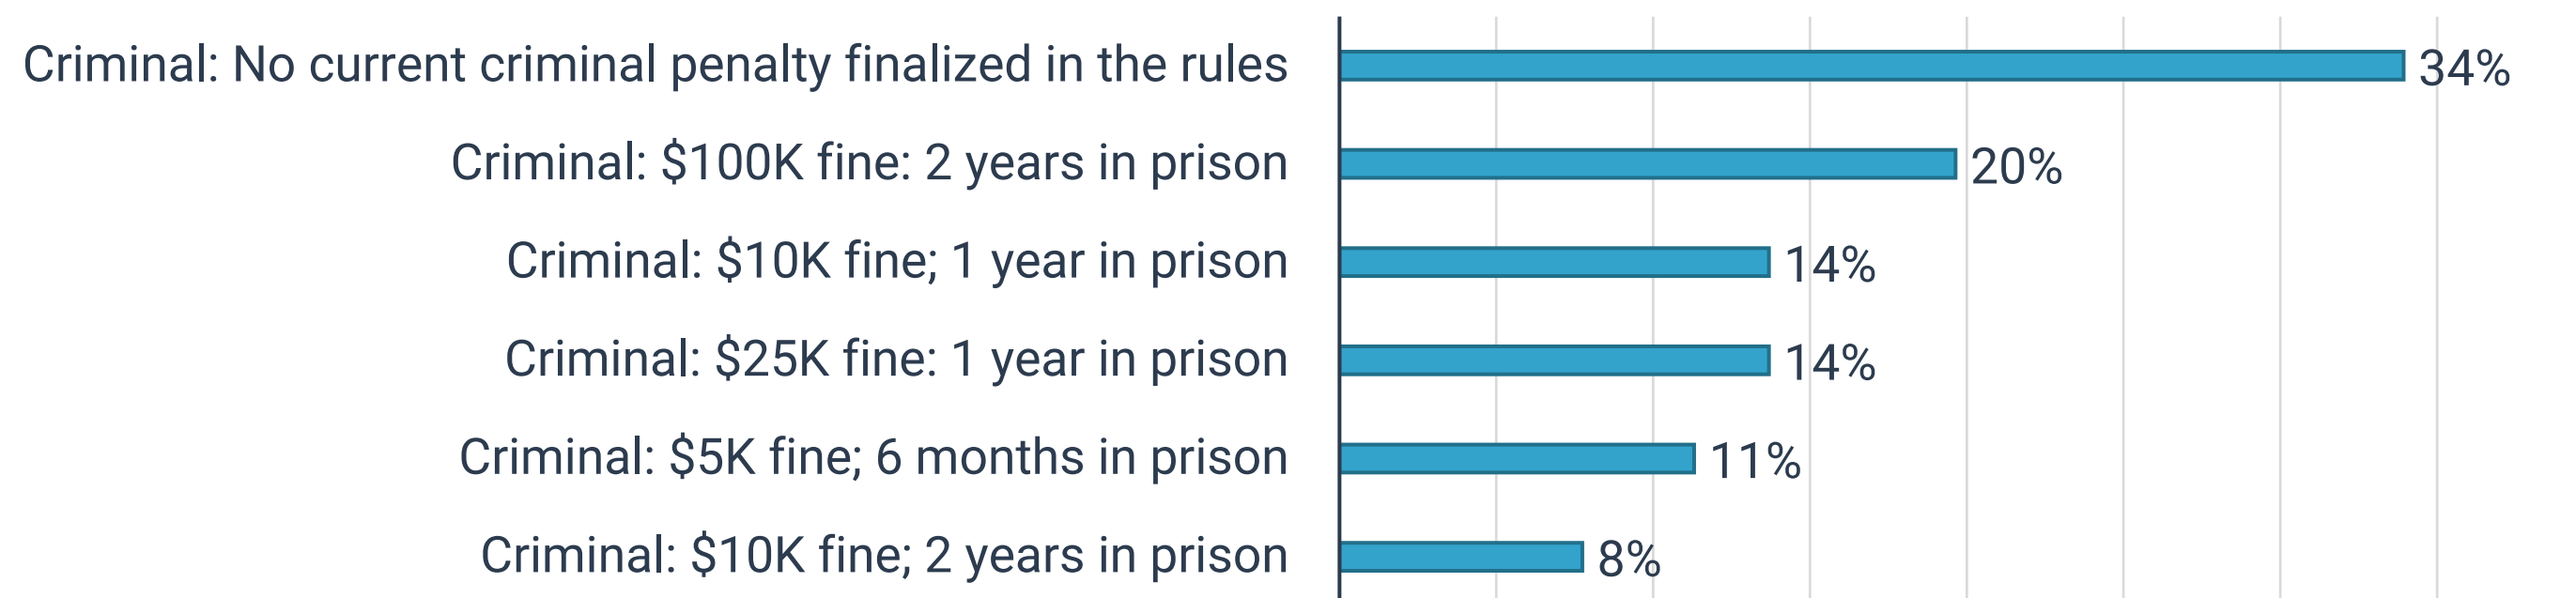 Criminal: No current criminal penalty finalized in the rules 34%
Criminal: $100K fine: 2 years in prison 20%
Criminal: $10K fine; 1 year in prison 14%
Criminal: $25K fine: 1 year in prison 14%
Criminal: $5K fine; 6 months in prison 11%
Criminal: $10K fine; 2 years in prison 8%